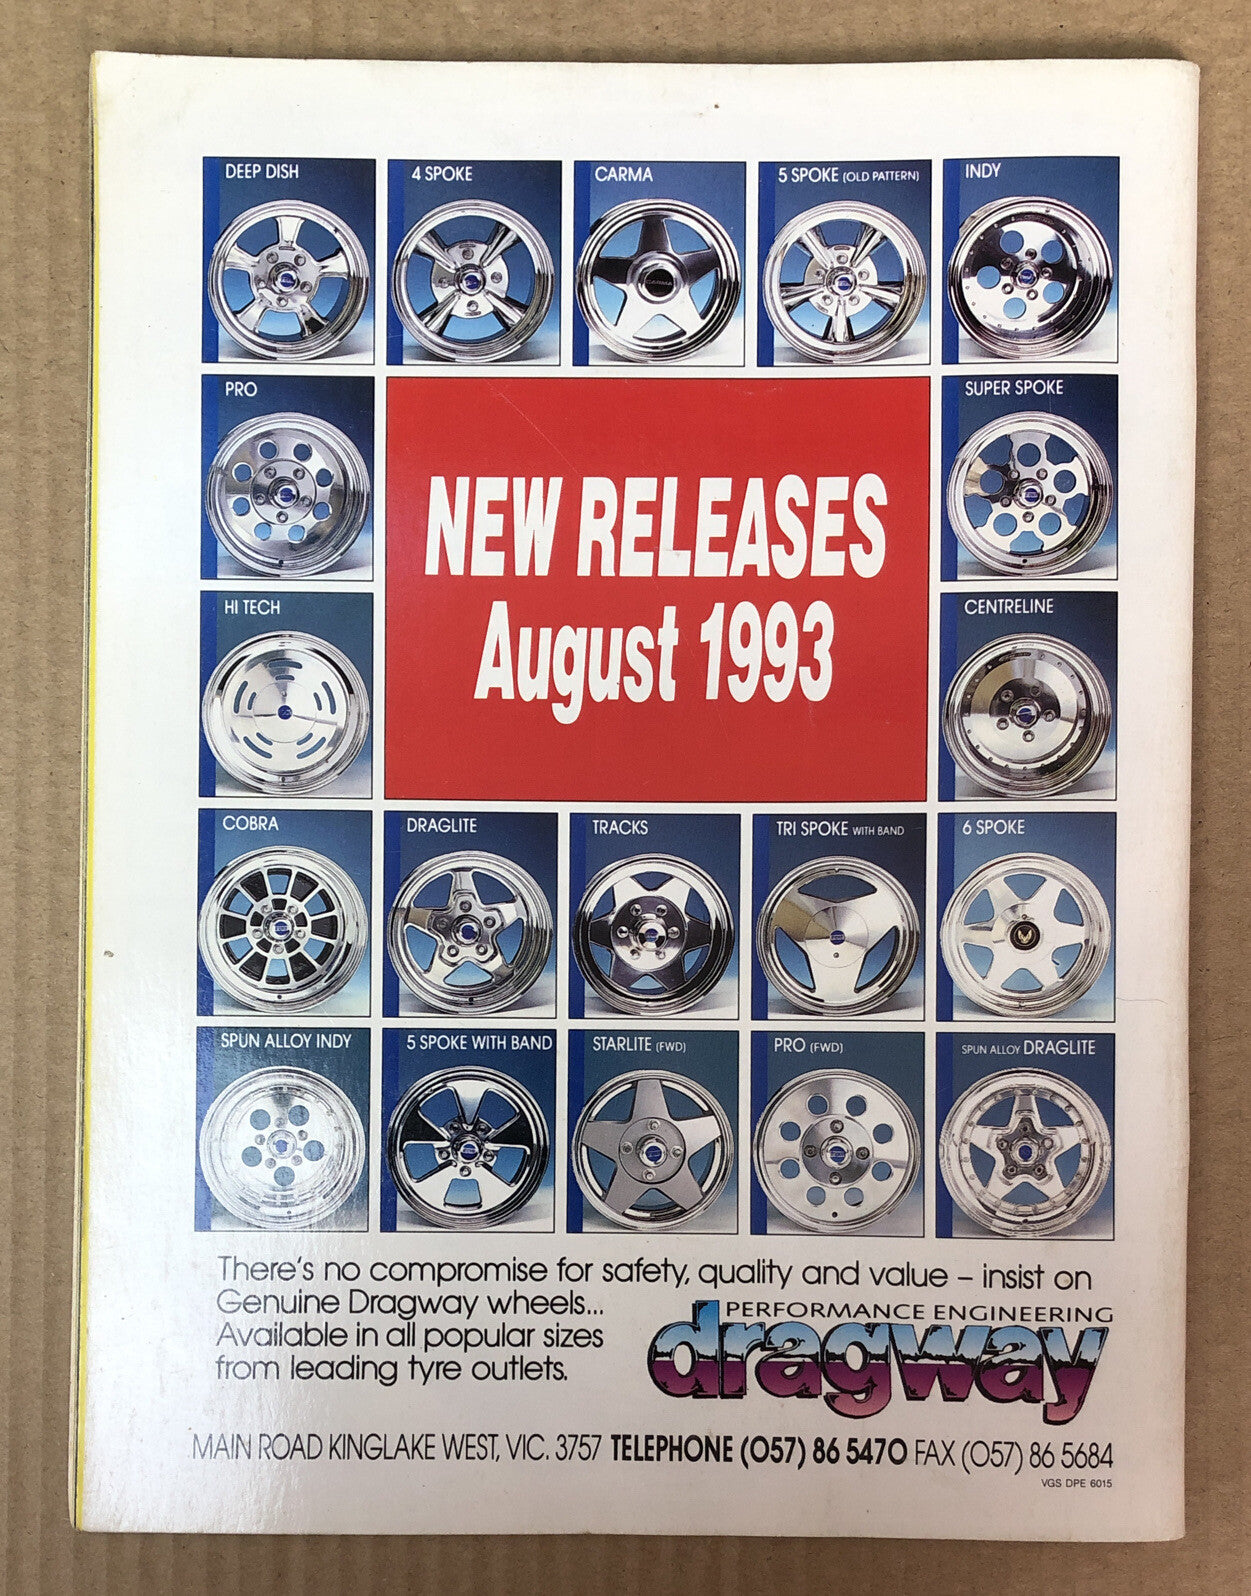 DEEP DISH
4 SPOKE
CARMA
5 SPOKE (OLD PATTERN)
INDY
PRO
SUPER SPOKE
NEW RELEASES
August 1993
HI TECH
CENTRELINE
COBRA
DRAGLITE
TRACKS
TRI SPOKE WITH BAND
6 SPOKE
SPUN ALLOY INDY
5 SPOKE WITH BAND
STARLITE (FWD)
PRO (FWD)
SPUN ALLOY DRAGLITE
There's no compromise for safety, quality and value – insist on
Genuine Dragway wheels...
Available in all popular sizes
from leading tyre outlets.
PERFORMANCE ENGINEERING
dragway
MAIN ROAD KINGLAKE WEST, VIC. 3757 TELEPHONE (057) 86 5470 FAX (057) 86 5684
VGS DPE 6015